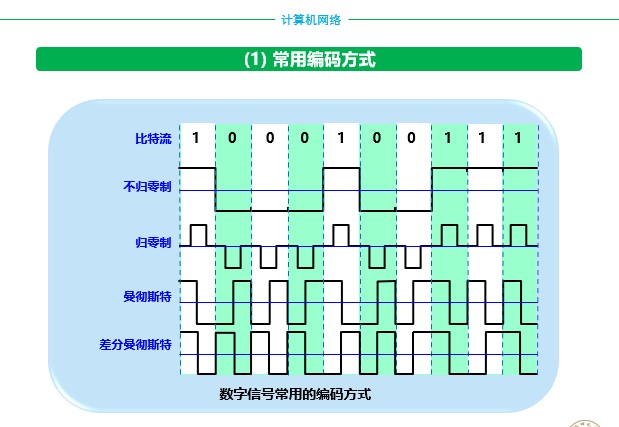 计算机网络
(1) 常用编码方式
比特流 1 0 0 0 1 0 0 1 1 1
不归零制
归零制
曼彻斯特
差分曼彻斯特
数字信号常用的编码方式